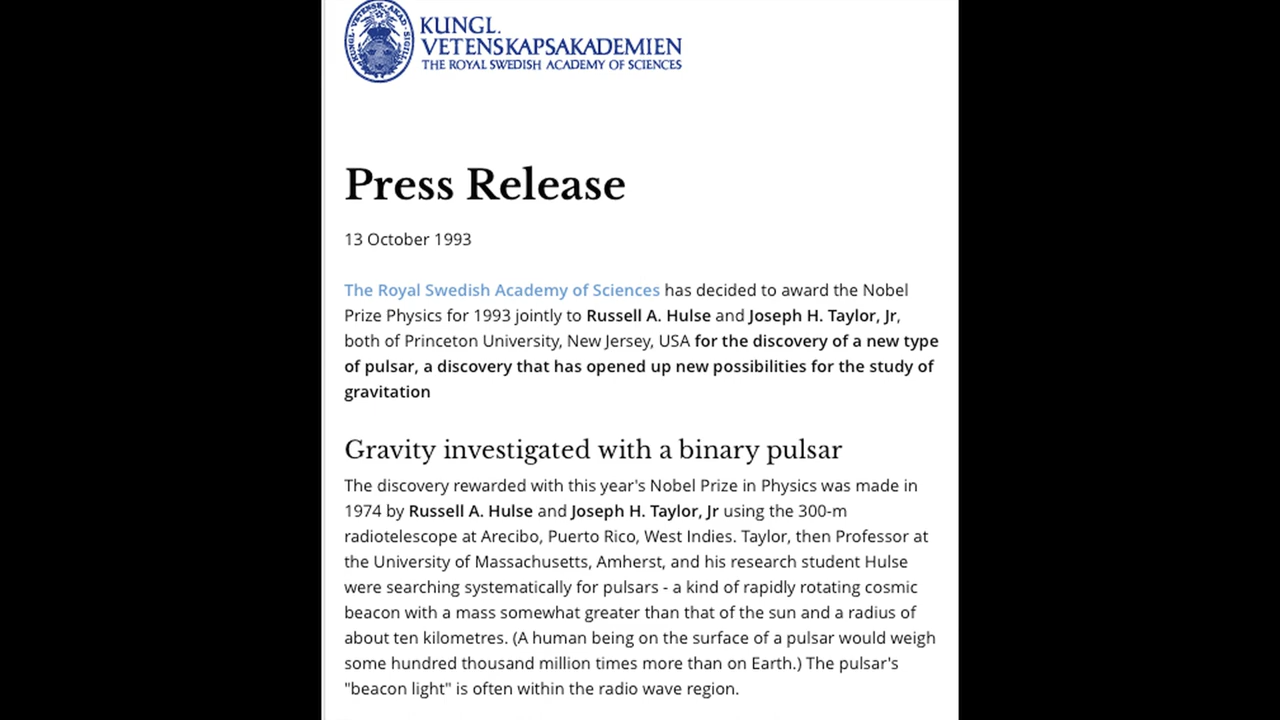 KUNGL.
VETENSKAPSAKADEMIEN
THE ROYAL SWEDISH ACADEMY OF SCIENCES
Press Release
13 October 1993
The Royal Swedish Academy of Sciences has decided to award the Nobel
Prize Physics for 1993 jointly to Russell A. Hulse and Joseph H. Taylor, Jr,
both of Princeton University, New Jersey, USA for the discovery of a new type
of pulsar, a discovery that has opened up new possibilities for the study of
gravitation
Gravity investigated with a binary pulsar
The discovery rewarded with this year's Nobel Prize in Physics was made in
1974 by Russell A. Hulse and Joseph H. Taylor, Jr using the 300-m
radiotelescope at Arecibo, Puerto Rico, West Indies. Taylor, then Professor at
the University of Massachusetts, Amherst, and his research student Hulse
were searching systematically for pulsars - a kind of rapidly rotating cosmic
beacon with a mass somewhat greater than that of the sun and a radius of
about ten kilometres. (A human being on the surface of a pulsar would weigh
some hundred thousand million times more than on Earth.) The pulsar's
"beacon light" is often within the radio wave region.